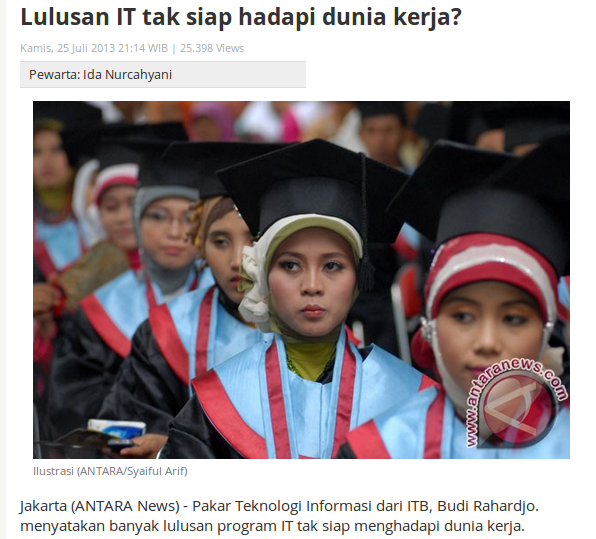 Lulusan IT tak siap hadapi dunia kerja?
Kamis, 25 Juli 2013 21:14 WIB | 25.398 Views
Pewarta: Ida Nurcahyani
www.antaranews.com
Ilustrasi (ANTARA/Syaiful Arif)
Jakarta (ANTARA News) - Pakar Teknologi Informasi dari ITB, Budi Rahardjo.
menyatakan banyak lulusan program IT tak siap menghadapi dunia kerja.